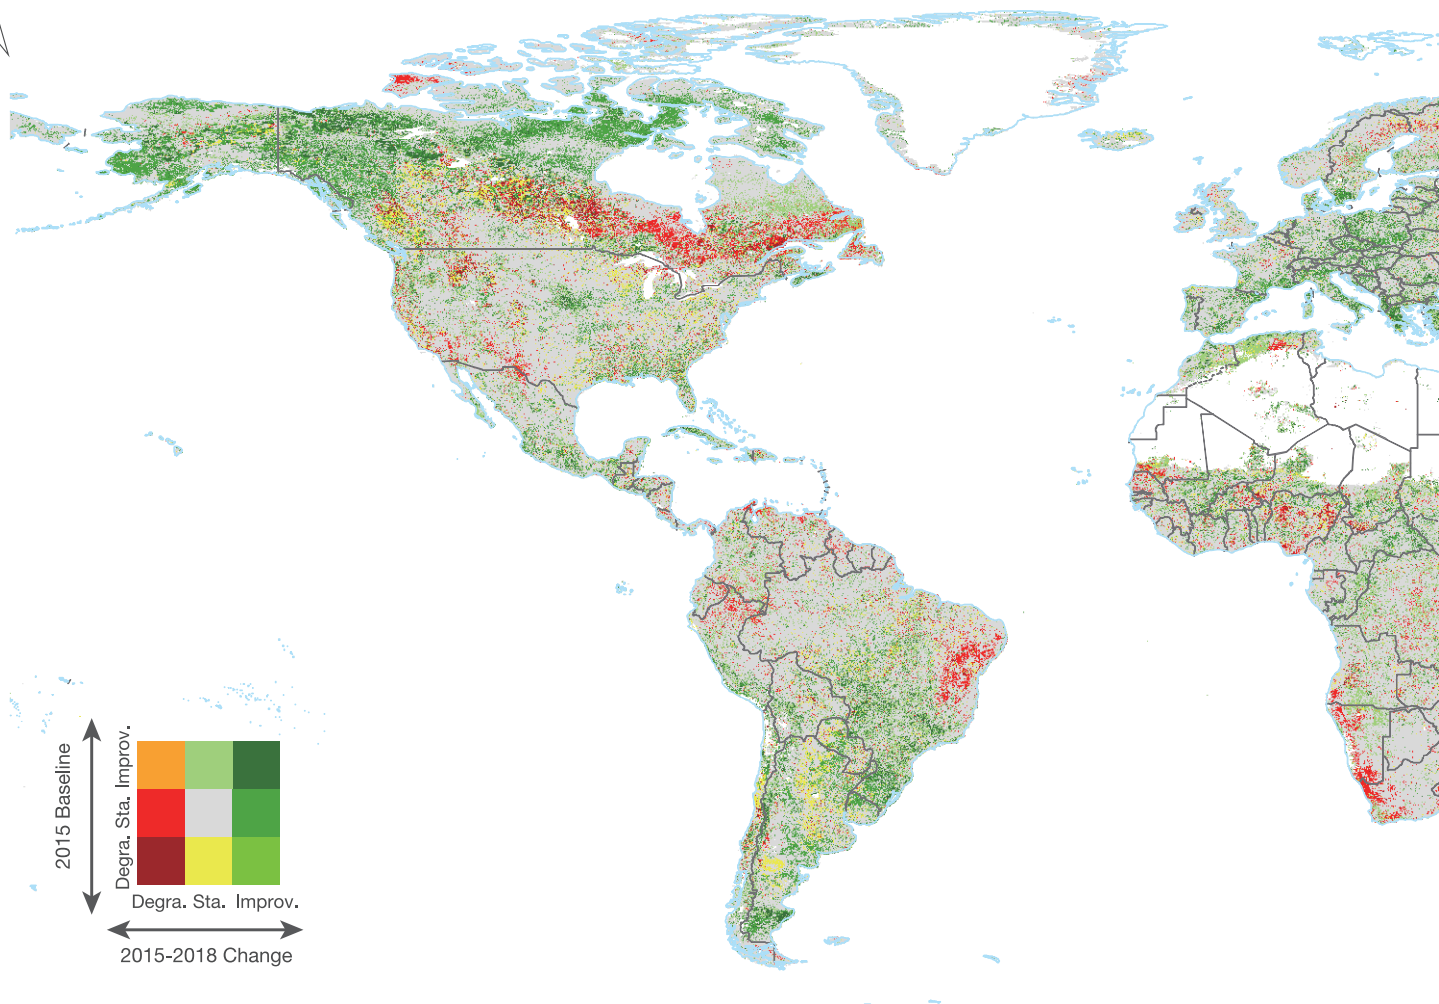 2015 Baseline
Degra. Sta. Improv.
Degra. Sta. Improv.
2015-2018 Change